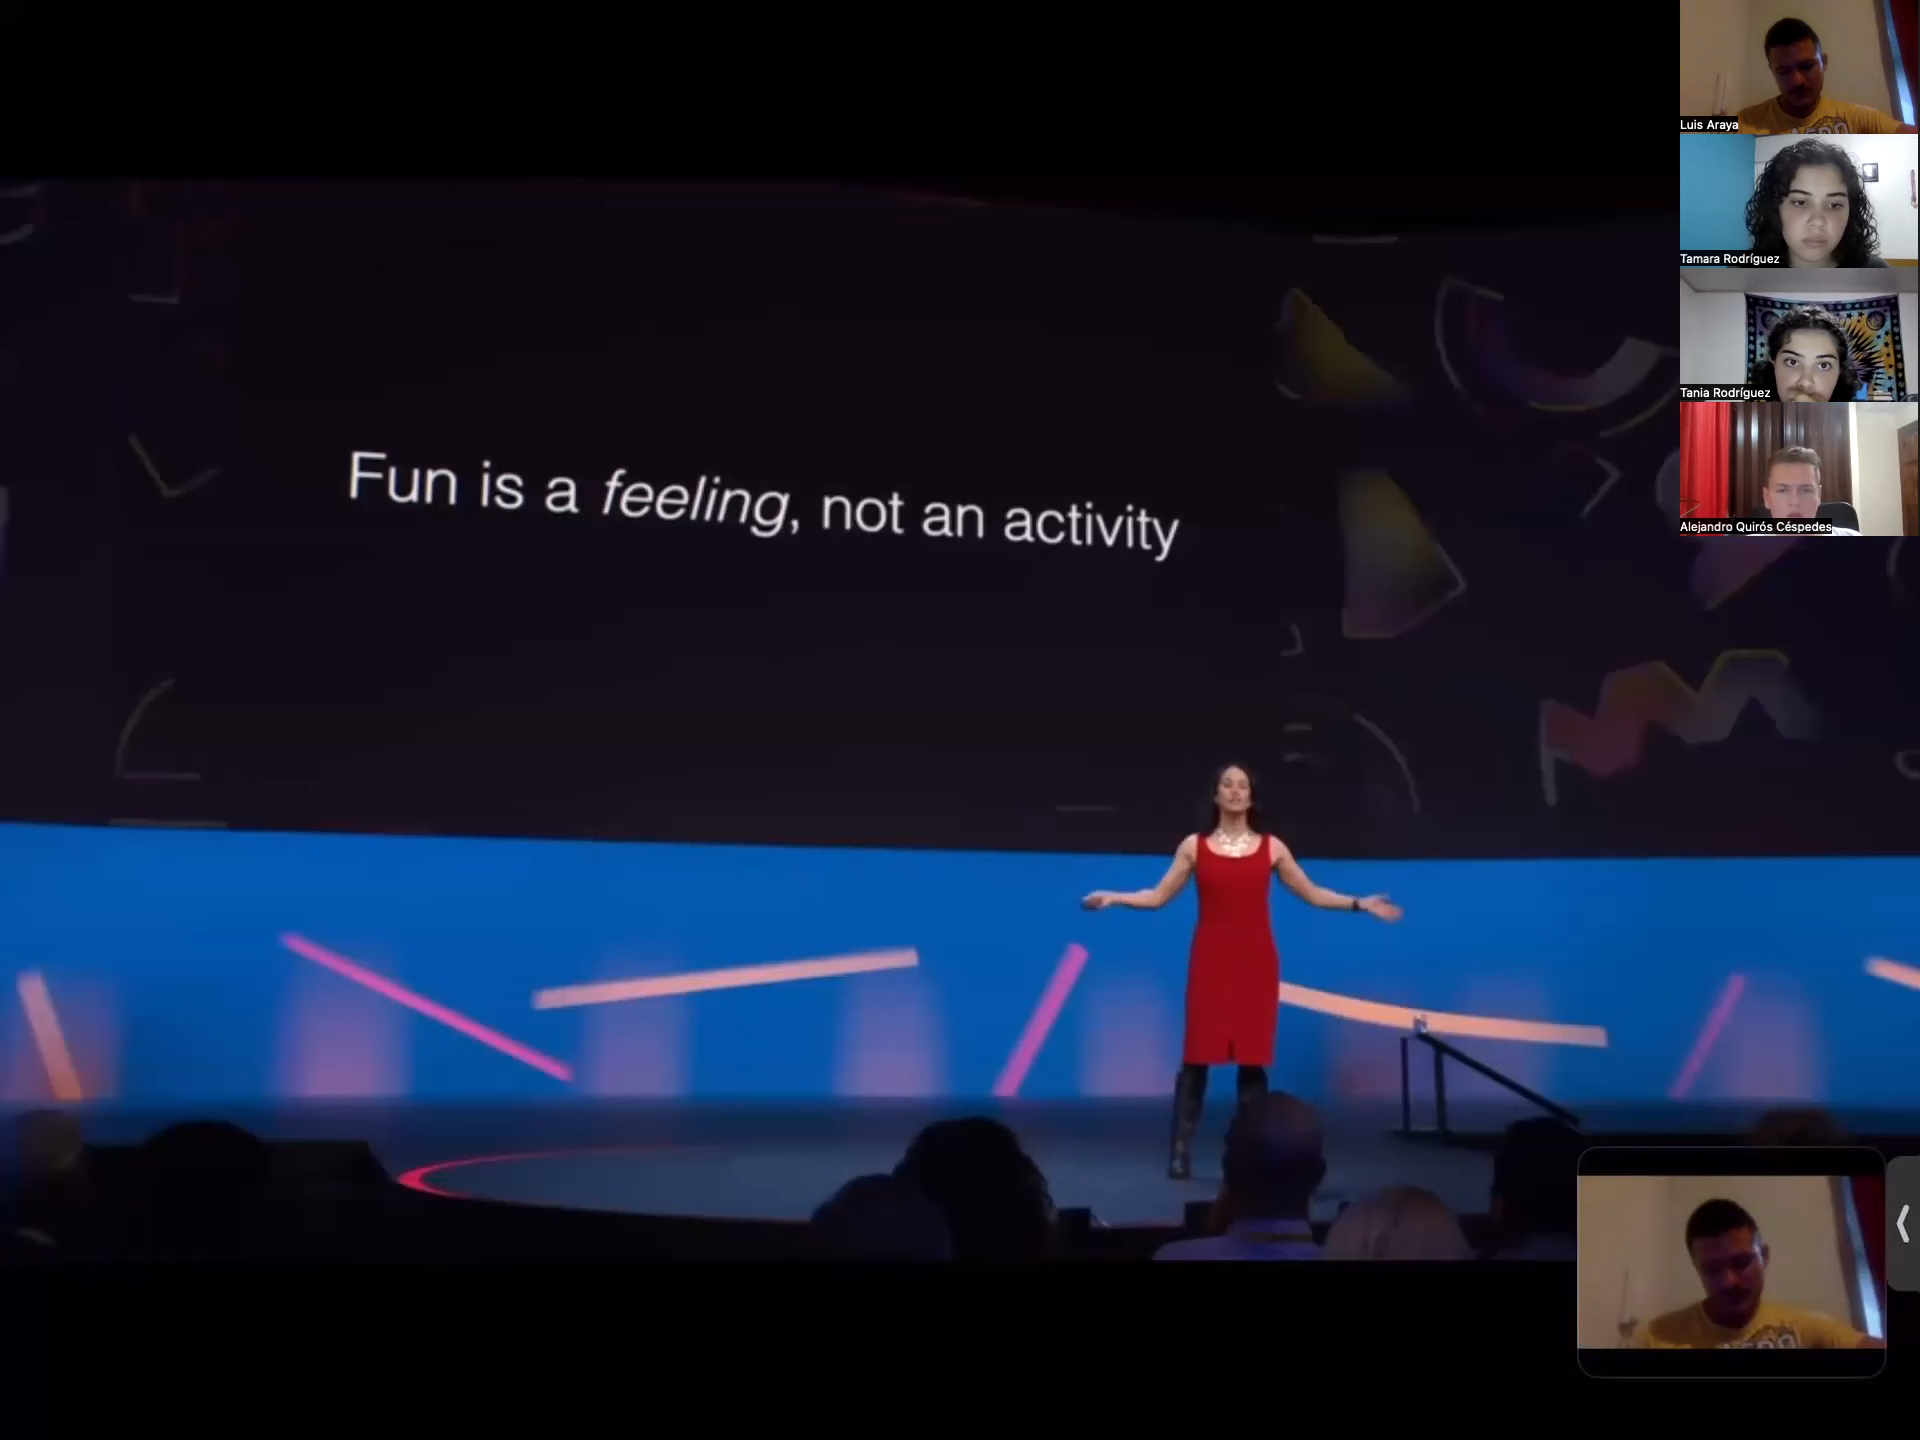 Luis Araya
Tamara Rodríguez
Tania Rodríguez
Fun is a feeling, not an activity
Alejandro Quirós Céspedes